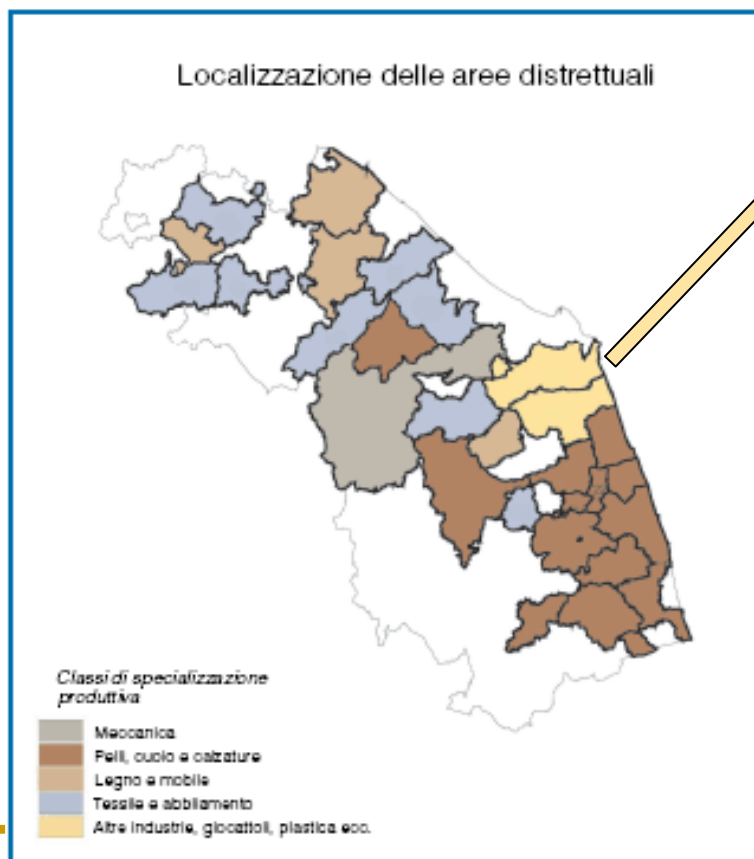 Localizzazione delle aree distrettuali
Classi di specializzazione
produttiva
Meccanica
Pelli, cuoio e calzature
Legno e mobile
Tessile e abbliamento
Altre industrie, giocattoli, plastica ecc.